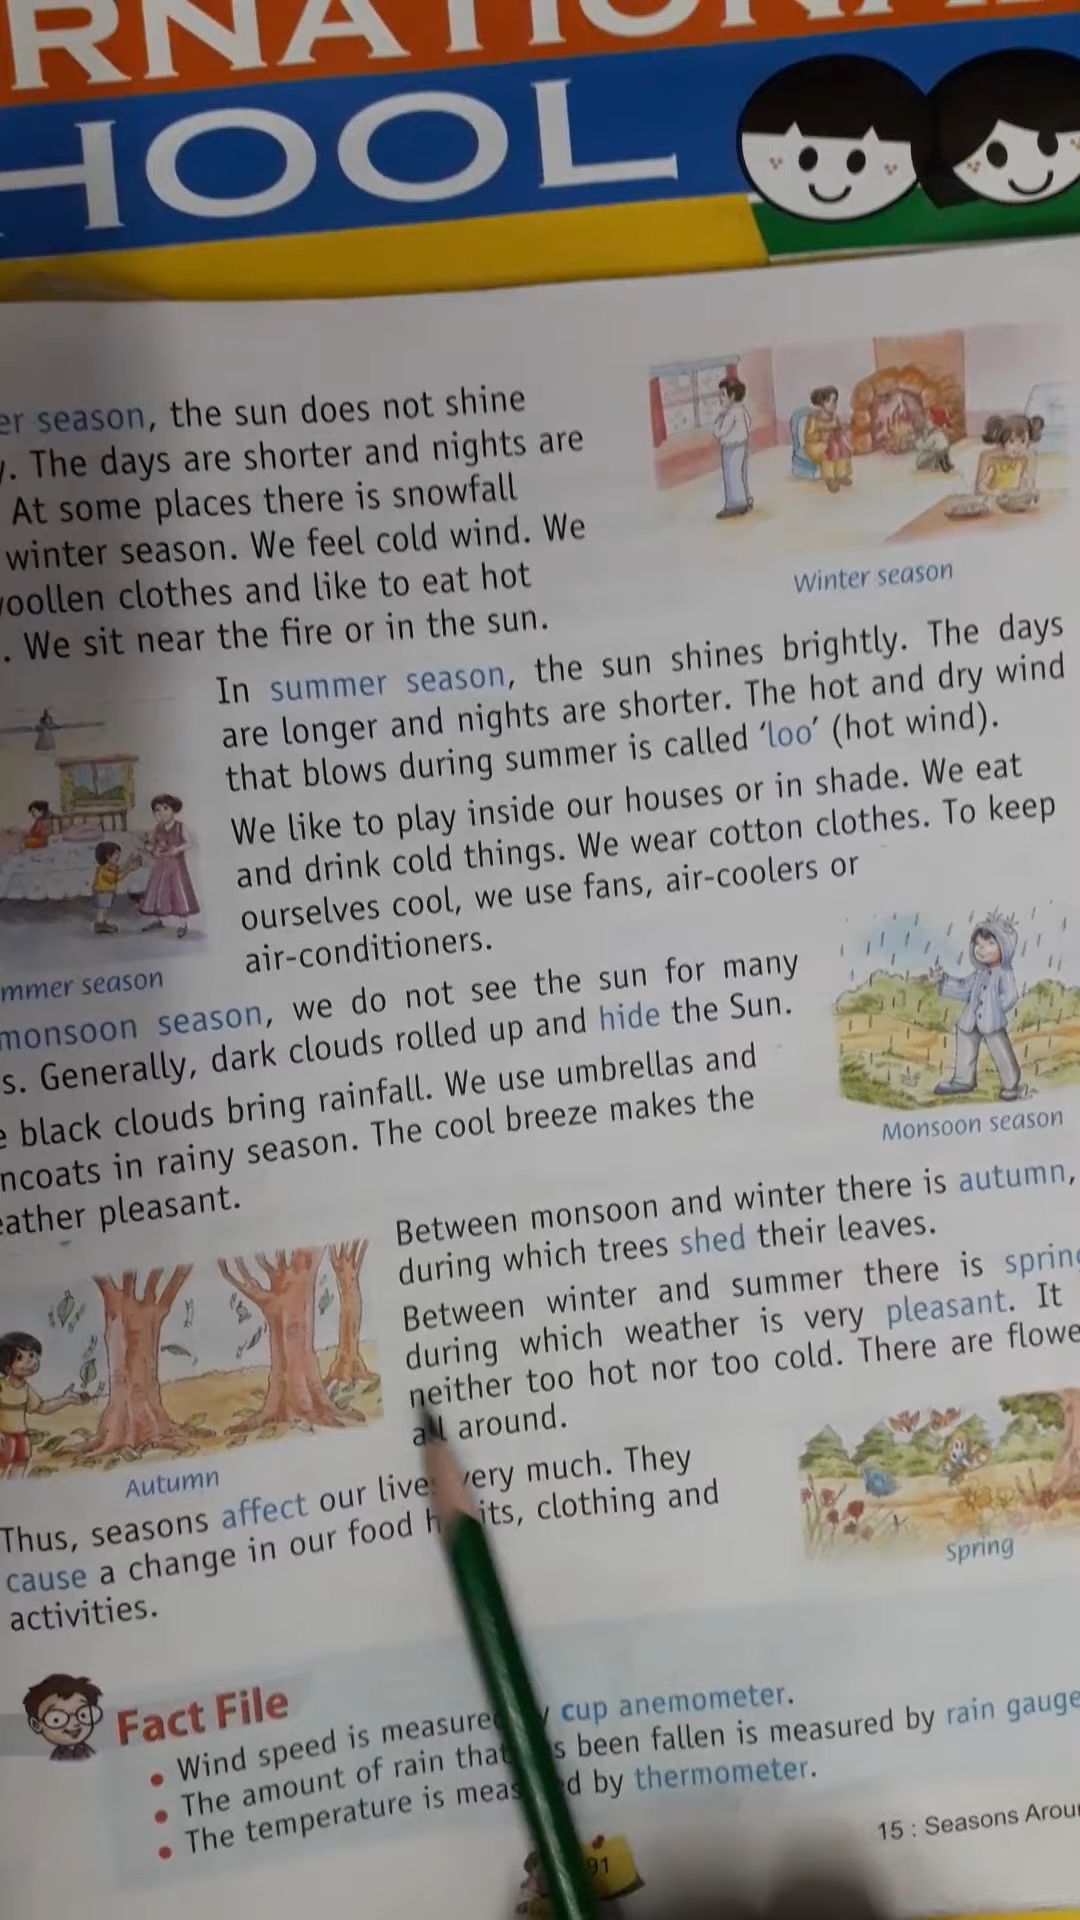 RNATIONAL
HOOL
er season, the sun does not shine
y. The days are shorter and nights are
At some places there is snowfall
winter season. We feel cold wind. We
woollen clothes and like to eat hot
. We sit near the fire or in the sun.
Winter season
In summer season, the sun shines brightly. The days
are longer and nights are shorter. The hot and dry wind
that blows during summer is called ‘loo’ (hot wind).
We like to play inside our houses or in shade. We eat
and drink cold things. We wear cotton clothes. To keep
ourselves cool, we use fans, air-coolers or
air-conditioners.
mmer season
monsoon season, we do not see the sun for many
s. Generally, dark clouds rolled up and hide the Sun.
e black clouds bring rainfall. We use umbrellas and
ncoats in rainy season. The cool breeze makes the
eather pleasant.
Monsoon season
Between monsoon and winter there is autumn,
during which trees shed their leaves.
Between winter and summer there is spring
during which weather is very pleasant. It
neither too hot nor too cold. There are flowe
all around.
Autumn
Thus, seasons affect our lives very much. They
cause a change in our food h its, clothing and
activities.
Spring
Fact File
• Wind speed is measured y cup anemometer.
• The amount of rain that s been fallen is measured by rain gauge
• The temperature is meas d by thermometer.
15 : Seasons Arou
91